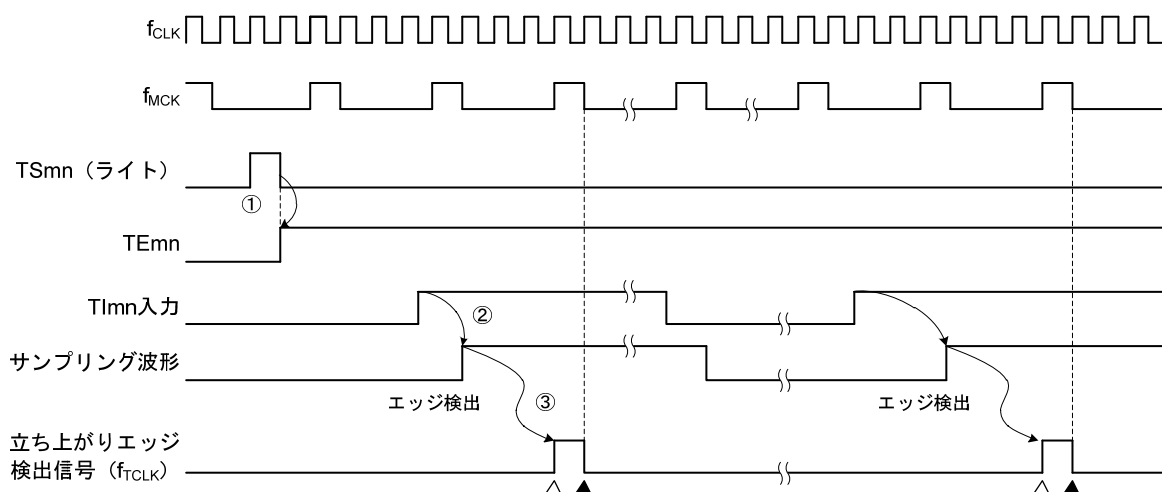 fCLK
fMCK
TSmn（ライト）
①
TEmn
TImn入力
②
サンプリング波形
エッジ検出
③
エッジ検出
立ち上がりエッジ
検出信号（fTCLK）